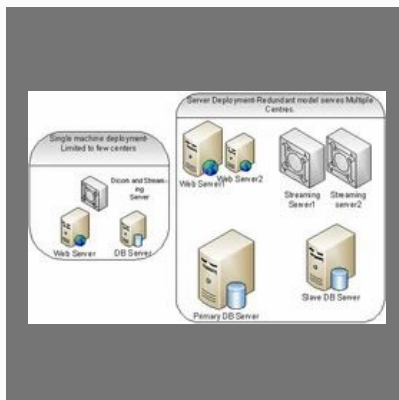 Single machine deployment-
Limited to few centers
Dicom and Stream-
ing
Server
Web Server
DB Server
Server Deployment-Redundant model serves Multiple
Centres.
Web Server1
Web Server2
Streaming
Server1
Streaming
server2
Primary DB Server
Slave DB Server